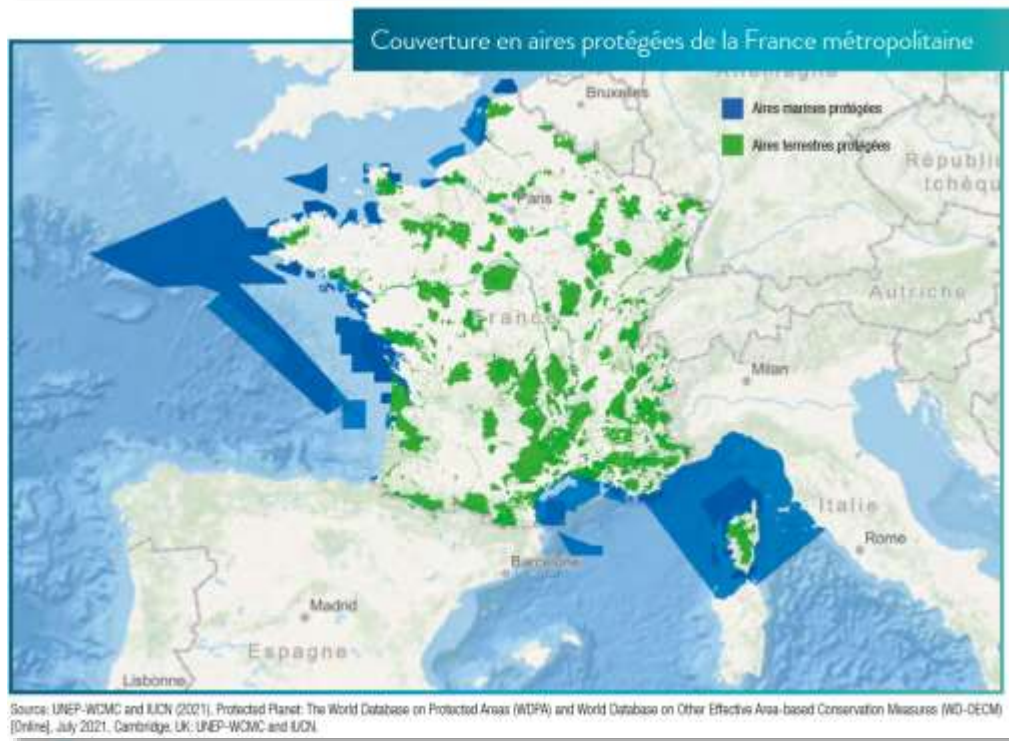 Couverture en aires protégées de la France métropolitaine
Allemagne
Bruxelles
Aires marines protégées
Aires terrestres protégées
République
tchèque
Paris
Autriche
France
Milan
Italie
Rome
Barcelone
Madrid
Espagne
Lisbonne
Source: UNEP-WCMC and IUCN (2021), Protected Planet: The World Database on Protected Areas (WDPA) and World Database on Other Effective Area-based Conservation Measures (WD-OECM)
[Online], July 2021, Cambridge, UK: UNEP-WCMC and IUCN.